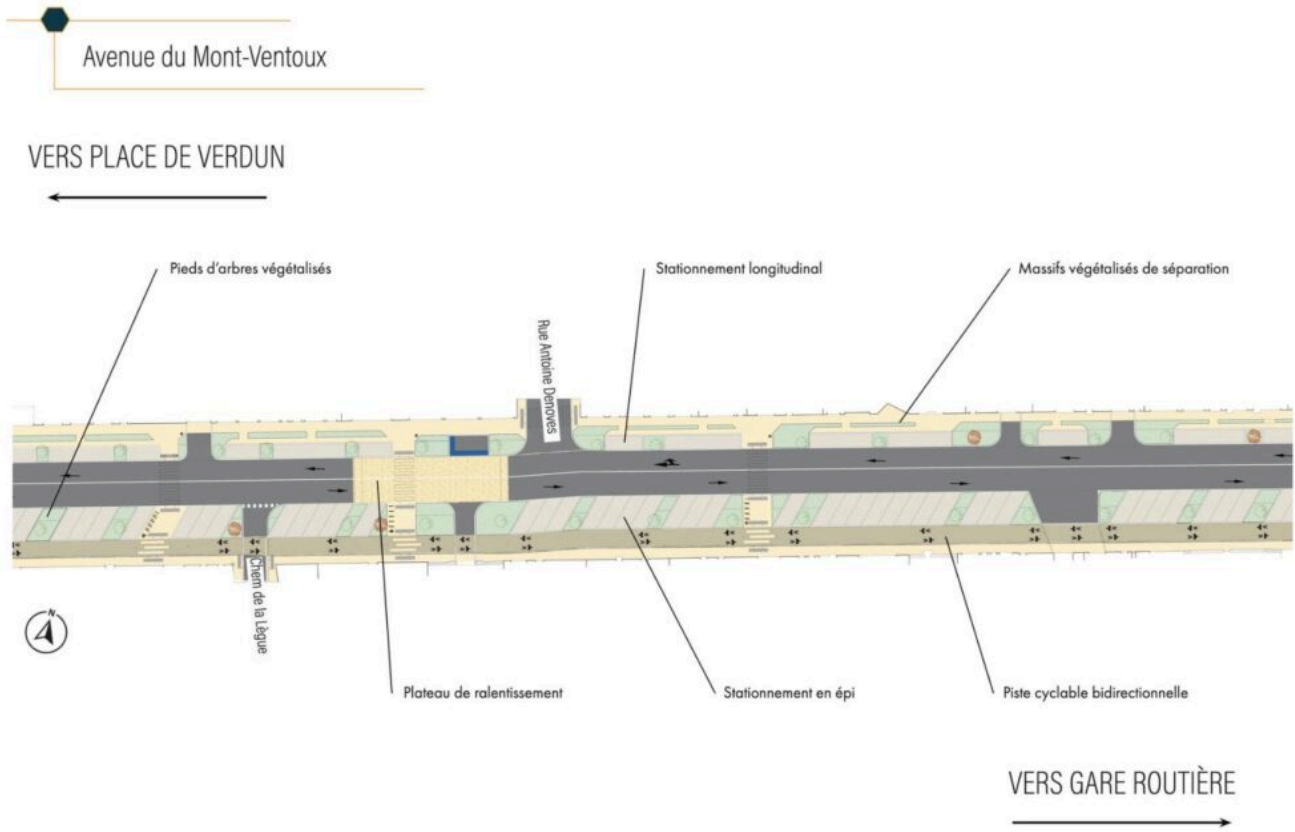 Avenue du Mont-Ventoux
VERS PLACE DE VERDUN
Pieds d'arbres végétalisés
Stationnement longitudinal
Massifs végétalisés de séparation
Rue Antoine Denoves
Chem de la Lègue
N
Plateau de ralentissement
Stationnement en épi
Piste cyclable bidirectionnelle
VERS GARE ROUTIÈRE